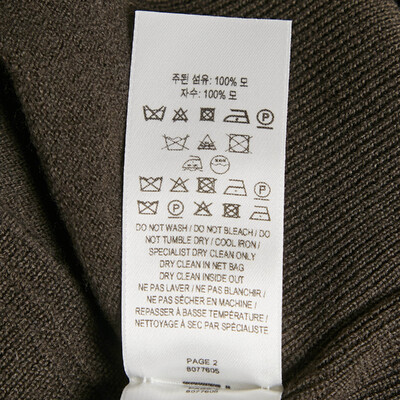 주된 섬유: 100% 모
자수: 100% 모
DO NOT WASH / DO NOT BLEACH / DO
NOT TUMBLE DRY / COOL IRON /
SPECIALIST DRY CLEAN ONLY
DRY CLEAN IN NET BAG
DRY CLEAN INSIDE OUT
NE PAS LAVER / NE PAS BLANCHIR /
NE PAS SÉCHER EN MACHINE /
REPASSER À BASSE TEMPÉRATURE /
NETTOYAGE À SEC PAR SPÉCIALISTE
PAGE 2
8077605